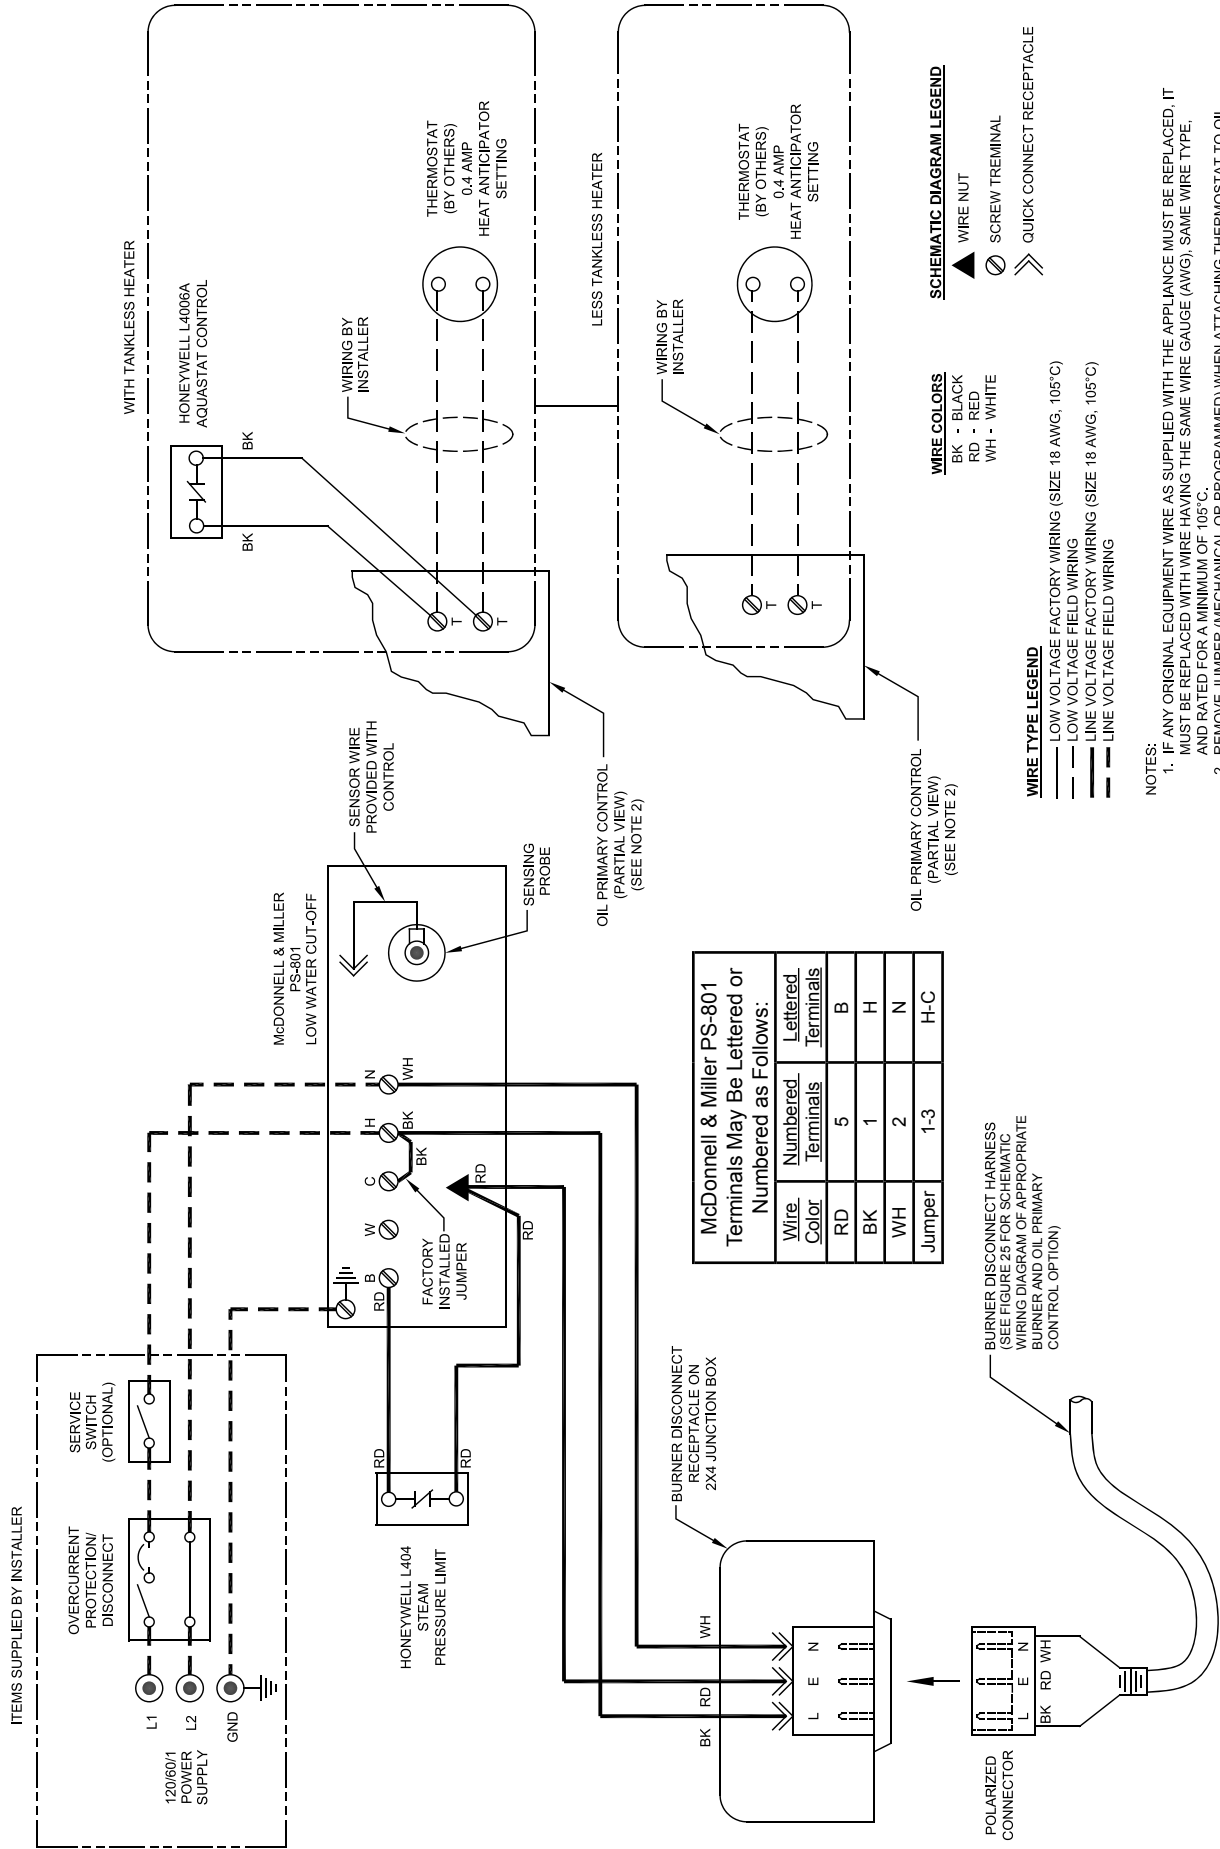 ITEMS SUPPLIED BY INSTALLER
120/60/1
POWER
SUPPLY
L1
L2
GND
OVERCURRENT
PROTECTION/
DISCONNECT
SERVICE
SWITCH
(OPTIONAL)
HONEYWELL L404
STEAM
PRESSURE LIMIT
RD
RD
McDONNELL & MILLER
PS-801
LOW WATER CUT-OFF
B
W
C
H
N
RD
BK
BK
WH
RD
RD
FACTORY
INSTALLED
JUMPER
SENSOR WIRE
PROVIDED WITH
CONTROL
SENSING
PROBE
WITH TANKLESS HEATER
HONEYWELL L4006A
AQUASTAT CONTROL
BK
BK
WIRING BY
INSTALLER
THERMOSTAT
(BY OTHERS)
0.4 AMP
HEAT ANTICIPATOR
SETTING
T
T
OIL PRIMARY CONTROL
(PARTIAL VIEW)
(SEE NOTE 2)
LESS TANKLESS HEATER
WIRING BY
INSTALLER
THERMOSTAT
(BY OTHERS)
0.4 AMP
HEAT ANTICIPATOR
SETTING
T
T
OIL PRIMARY CONTROL
(PARTIAL VIEW)
(SEE NOTE 2)
BURNER DISCONNECT
RECEPTACLE ON
2X4 JUNCTION BOX
BK
RD
WH
L
E
N
POLARIZED
CONNECTOR
L
E
N
BK
RD
WH
BURNER DISCONNECT HARNESS
(SEE FIGURE 25 FOR SCHEMATIC
WIRING DIAGRAM OF APPROPRIATE
BURNER AND OIL PRIMARY
CONTROL OPTION)
McDonnell & Miller PS-801
Terminals May Be Lettered or
Numbered as Follows:
Wire Color Numbered Terminals Lettered Terminals
RD 5 B
BK 1 H
WH 2 N
Jumper 1-3 H-C
WIRE COLORS
BK - BLACK
RD - RED
WH - WHITE
SCHEMATIC DIAGRAM LEGEND
WIRE NUT
SCREW TREMINAL
QUICK CONNECT RECEPTACLE
WIRE TYPE LEGEND
LOW VOLTAGE FACTORY WIRING (SIZE 18 AWG, 105°C)
LOW VOLTAGE FIELD WIRING
LINE VOLTAGE FACTORY WIRING (SIZE 18 AWG, 105°C)
LINE VOLTAGE FIELD WIRING
NOTES:
1. IF ANY ORIGINAL EQUIPMENT WIRE AS SUPPLIED WITH THE APPLIANCE MUST BE REPLACED, IT
MUST BE REPLACED WITH WIRE HAVING THE SAME WIRE GAUGE (AWG), SAME WIRE TYPE,
AND RATED FOR A MINIMUM OF 105°C.
2. REMOVE JUMPER (MECHANICAL OR PROGRAMMED) WHEN ATTACHING THERMOSTAT TO OIL